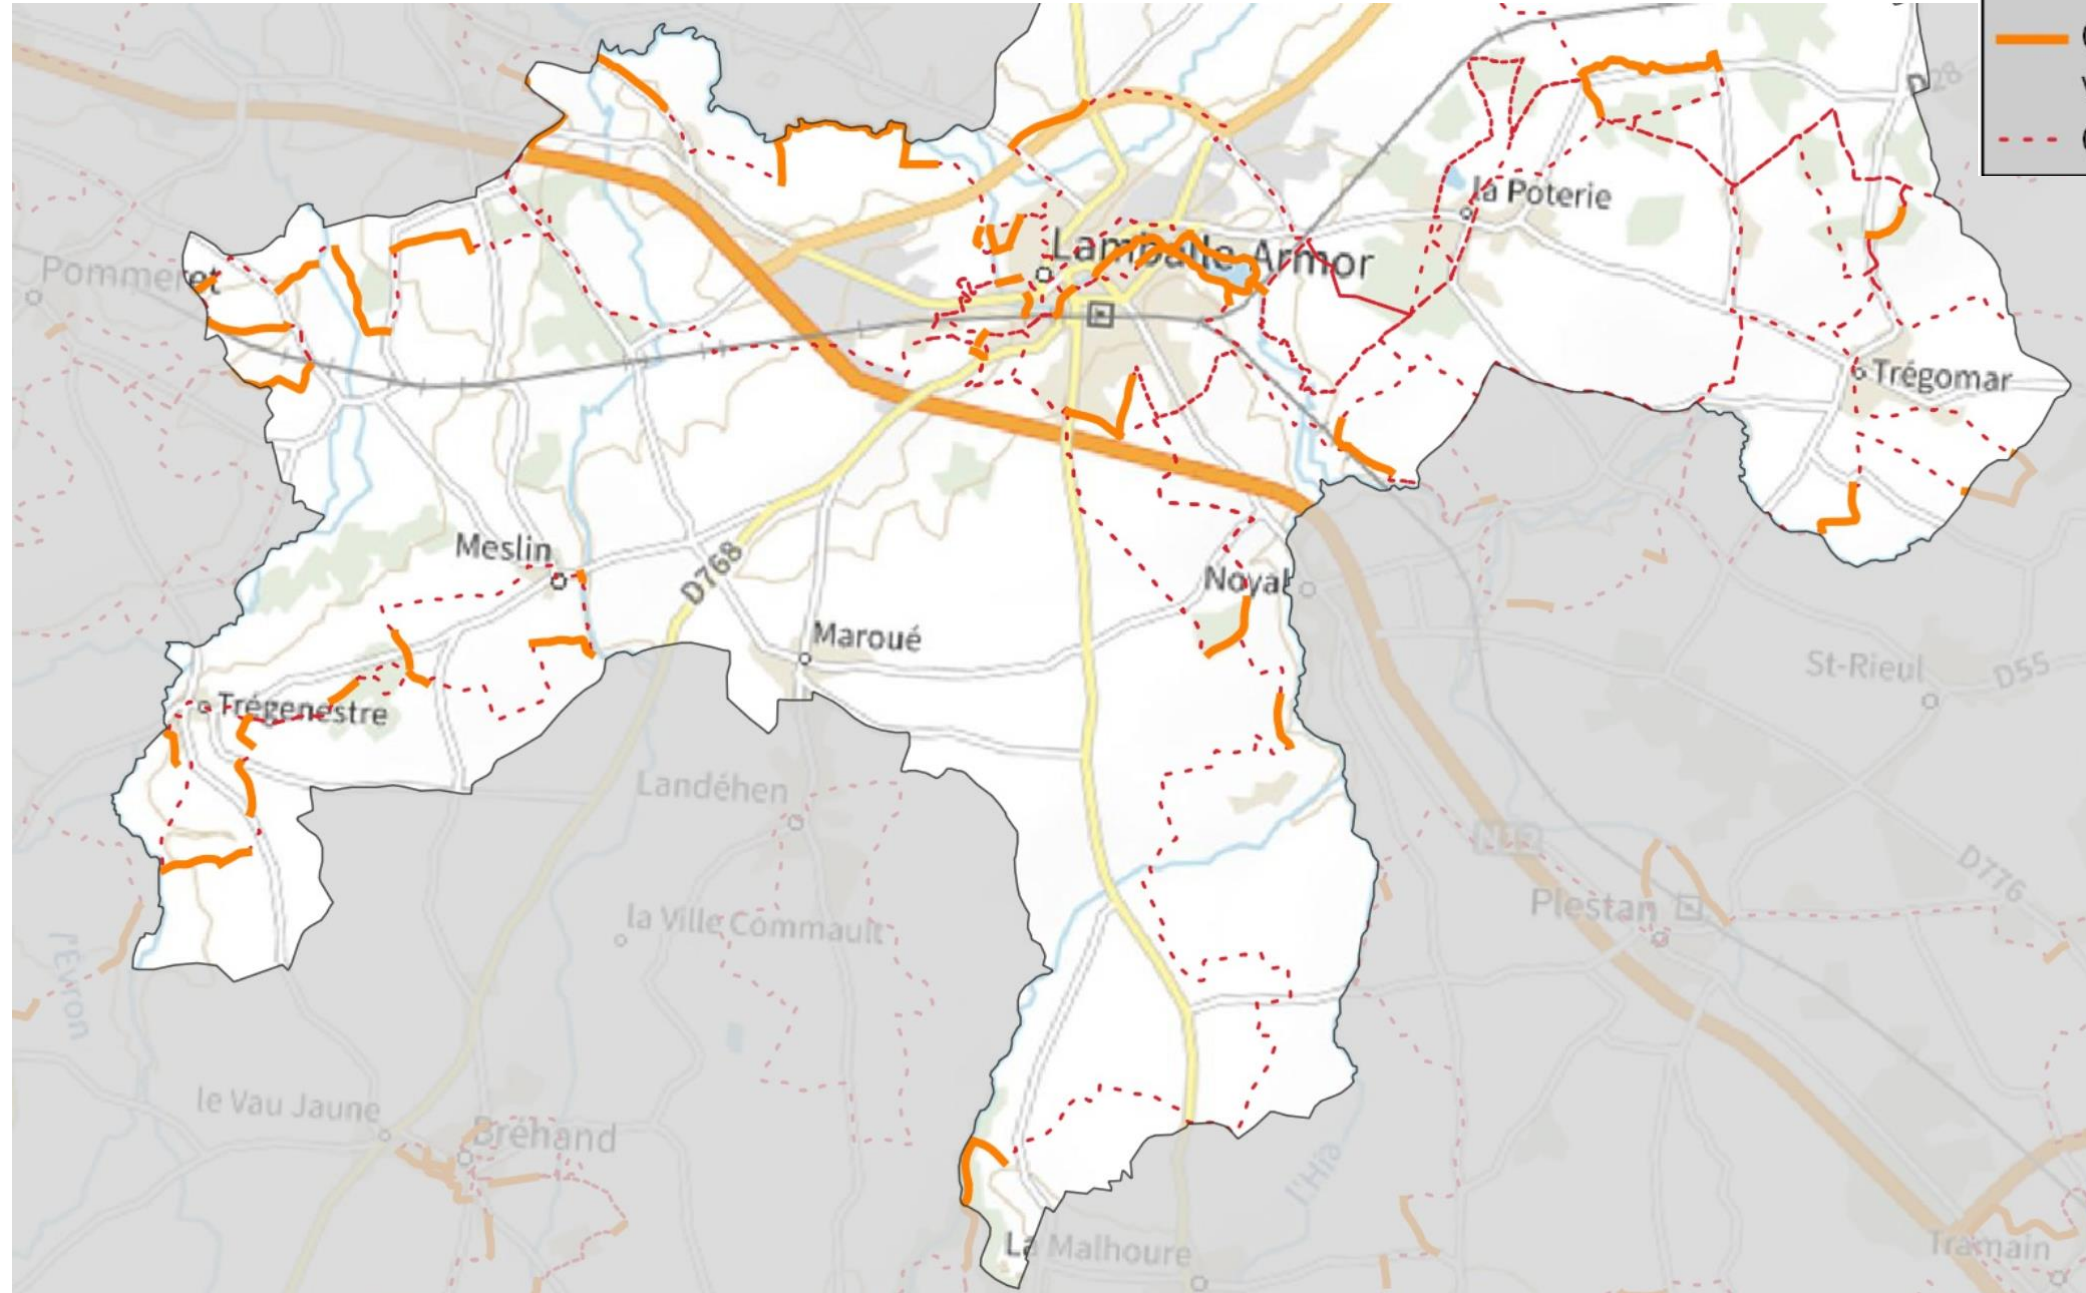 D28
la Poterie
Lamballe-Armor
Pommeret
Trégomar
Meslin
D768
Noyal
Maroué
St-Rieul
D55
Trégenestre
Landéhen
N12
D776
Plestan
la Ville Commault
l'Evron
le Vau Jaune
Bréhand
l'Hia
La Malhoure
Tramain